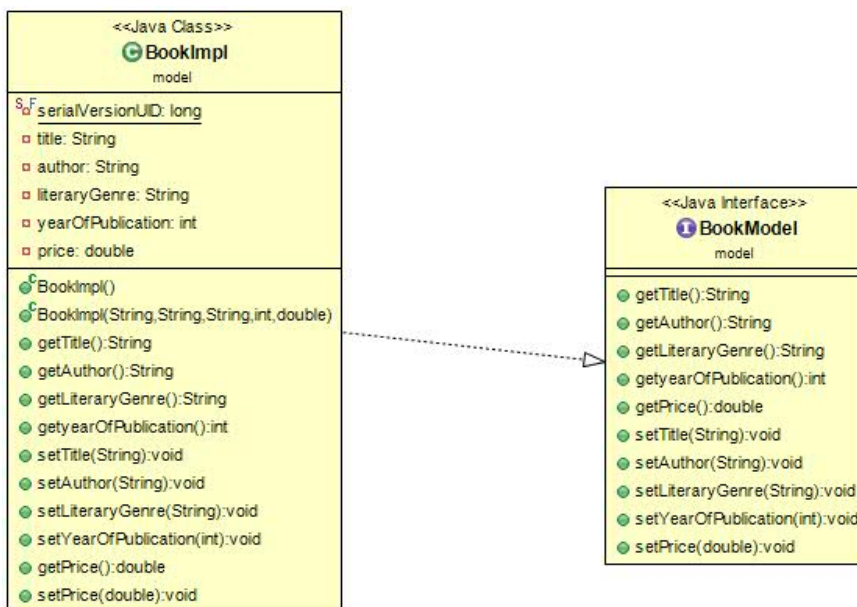 <<Java Class>>
BookImpl
model
serialVersionUID: long
title: String
author: String
literaryGenre: String
yearOfPublication: int
price: double
BookImpl()
BookImpl(String,String,String,int,double)
getTitle():String
getAuthor():String
getLiteraryGenre():String
getyearOfPublication():int
setTitle(String):void
setAuthor(String):void
setLiteraryGenre(String):void
setYearOfPublication(int):void
getPrice():double
setPrice(double):void
<<Java Interface>>
BookModel
model
getTitle():String
getAuthor():String
getLiteraryGenre():String
getyearOfPublication():int
getPrice():double
setTitle(String):void
setAuthor(String):void
setLiteraryGenre(String):void
setYearOfPublication(int):void
setPrice(double):void